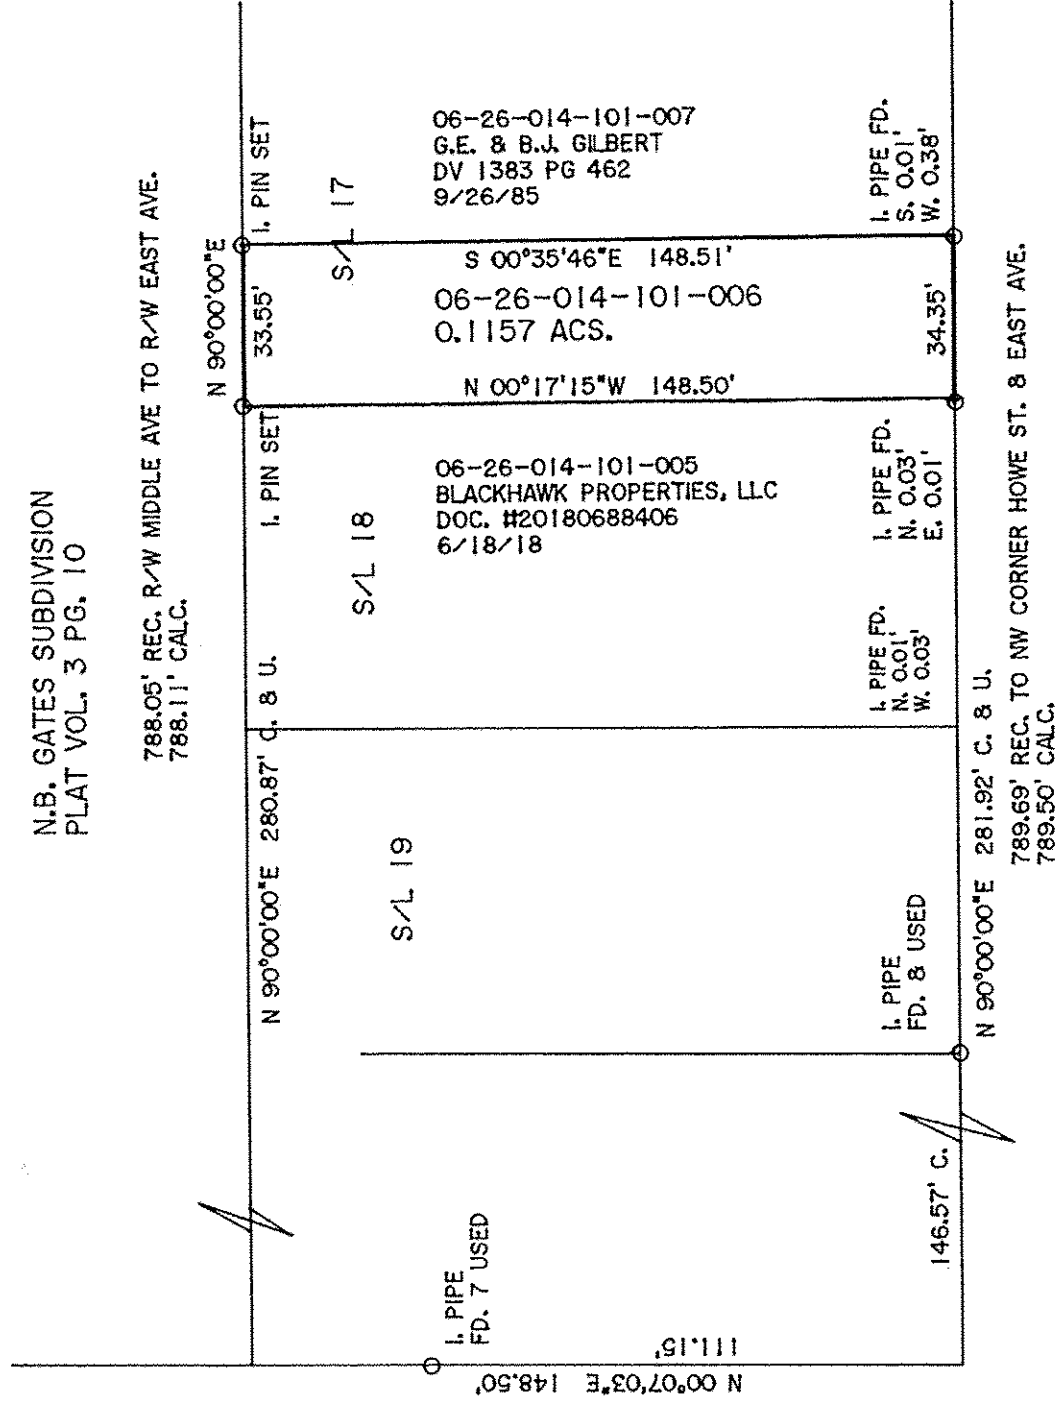 N.B. GATES SUBDIVISION
PLAT VOL. 3 PG. 10
788.05' REC. R/W MIDDLE AVE TO R/W EAST AVE.
788.11' CALC.
N 90°00'00"E
33.55'
I. PIN SET
I. PIN SET
N 90°00'00"E 280.87' C. & U.
S/L 17
06-26-014-101-007
G.E. & B.J. GILBERT
DV 1383 PG 462
9/26/85
S 00°35'46"E 148.51'
06-26-014-101-006
0.1157 ACS.
N 00°17'15"W 148.50'
S/L 18
06-26-014-101-005
BLACKHAWK PROPERTIES, LLC
DOC. #20180688406
6/18/18
S/L 19
I. PIPE FD.
S. 0.01'
W. 0.38'
34.35'
I. PIPE FD.
N. 0.03'
E. 0.01'
I. PIPE FD.
N. 0.01'
W. 0.03'
I. PIPE
FD. & USED
I. PIPE
FD. 7 USED
111.15'
N 00°07'03"E 148.50'
146.57' C.
N 90°00'00"E 281.92' C. & U.
789.69' REC. TO NW CORNER HOWE ST. & EAST AVE.
789.50' CALC.